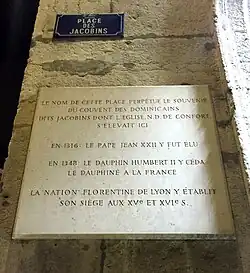 PLACE
DES
JACOBINS
LE NOM DE CETTE PLACE PERPÉTUE LE SOUVENIR
DU COUVENT DES DOMINICAINS
DITS JACOBINS DONT L'ÉGLISE N.D. DE CONFORT
S'ÉLEVAIT ICI
EN 1316 LE PAPE JEAN XXII Y FUT ÉLU
EN 1348 LE DAUPHIN HUMBERT II Y CÉDA
LE DAUPHINÉ A LA FRANCE
LA "NATION" FLORENTINE DE LYON Y ÉTABLIT
SON SIÈGE AUX XVe ET XVIe S.